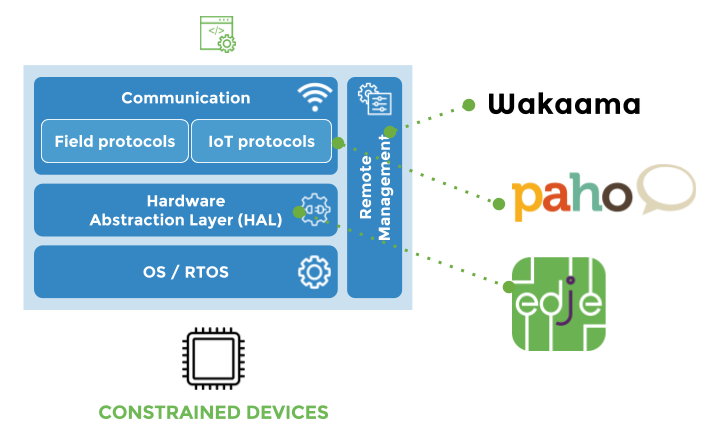 </>
Communication
Field protocols
IoT protocols
Hardware
Abstraction Layer (HAL)
OS / RTOS
Remote
Management
Wakaama
paho
edje
CONSTRAINED DEVICES